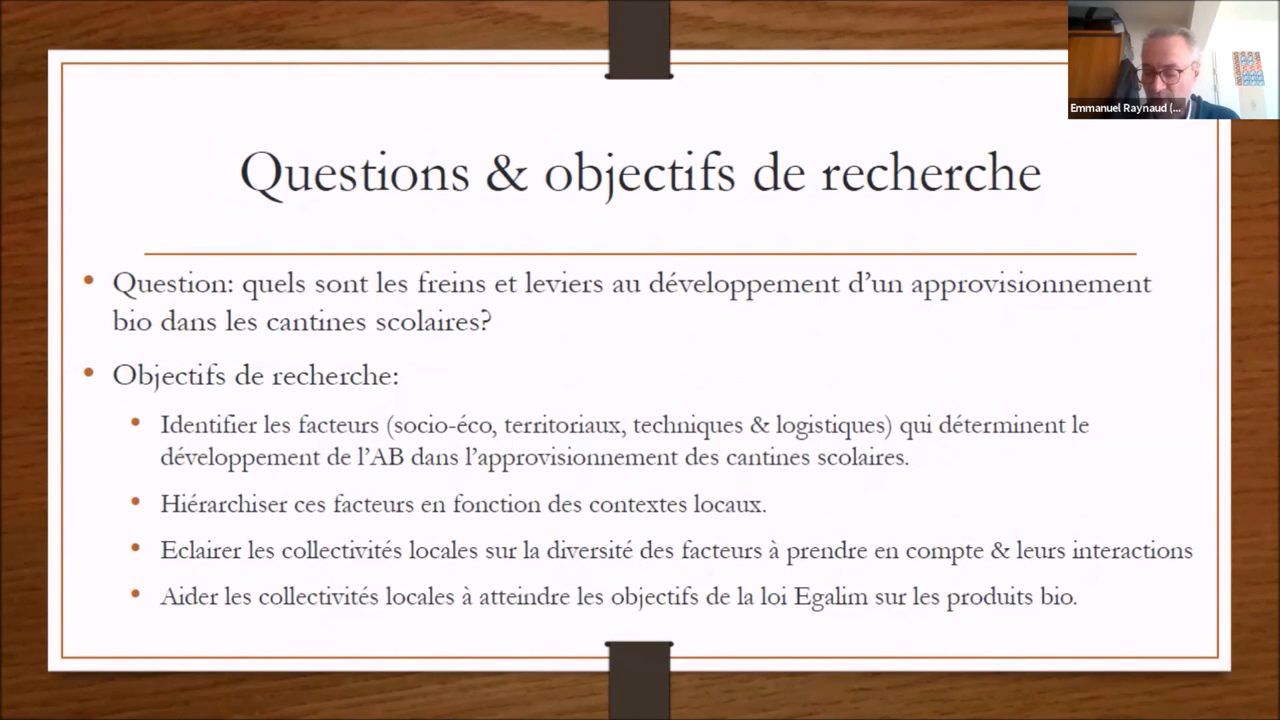 Emmanuel Raynaud (...
Questions & objectifs de recherche
• Question: quels sont les freins et leviers au développement d’un approvisionnement
bio dans les cantines scolaires?
• Objectifs de recherche:
• Identifier les facteurs (socio-éco, territoriaux, techniques & logistiques) qui déterminent le
développement de l’AB dans l’approvisionnement des cantines scolaires.
• Hiérarchiser ces facteurs en fonction des contextes locaux.
• Eclairer les collectivités locales sur la diversité des facteurs à prendre en compte & leurs interactions
• Aider les collectivités locales à atteindre les objectifs de la loi Egalim sur les produits bio.